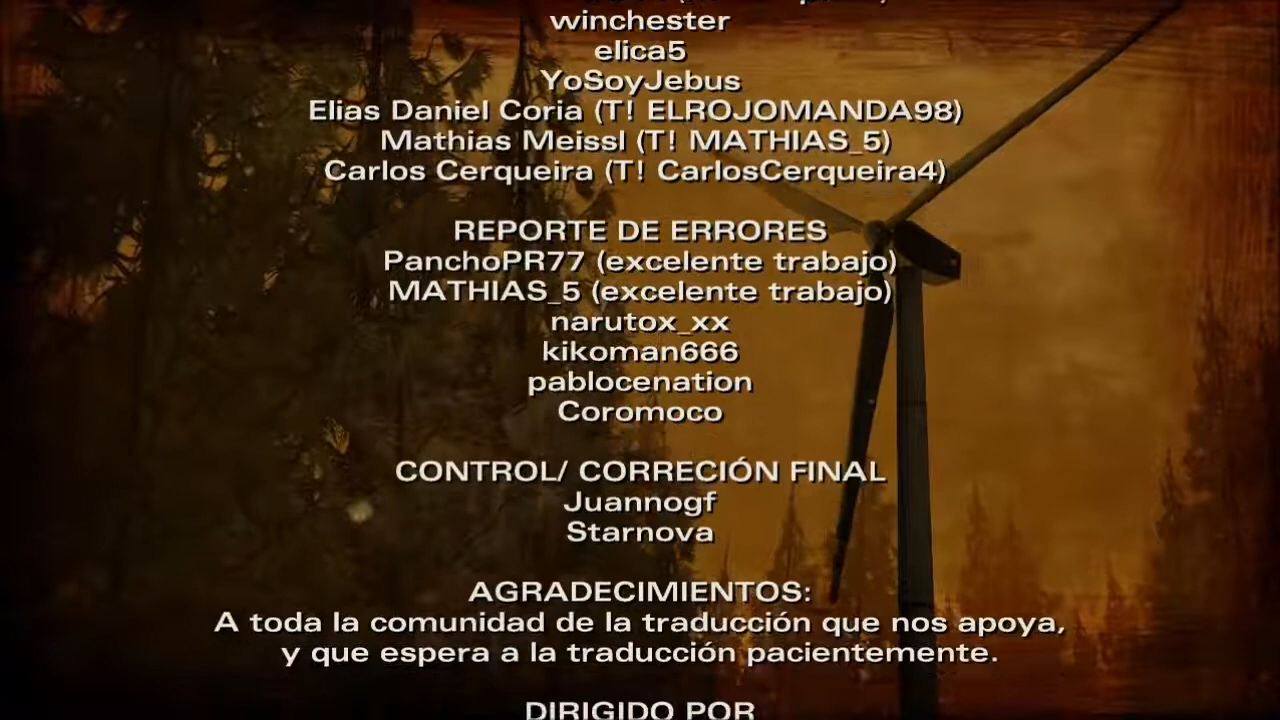 winchester
elica5
YoSoyJebus
Elias Daniel Coria (T! ELROJOMANDA98)
Mathias Meissl (T! MATHIAS_5)
Carlos Cerqueira (T! CarlosCerqueira4)
REPORTE DE ERRORES
PanchoPR77 (excelente trabajo)
MATHIAS_5 (excelente trabajo)
narutox_xx
kikoman666
pablocenation
Coromoco
CONTROL/ CORRECIÓN FINAL
Juannogf
Starnova
AGRADECIMIENTOS:
A toda la comunidad de la traducción que nos apoya,
y que espera a la traducción pacientemente.
DIRIGIDO POR